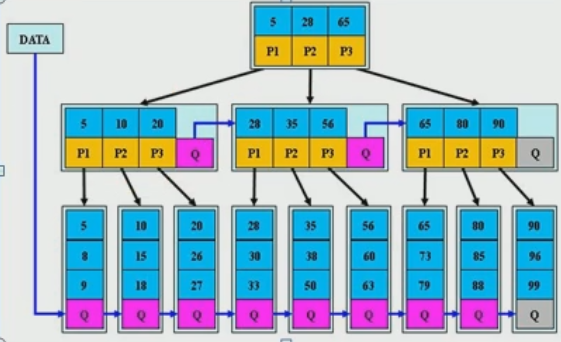 5 28 65
DATA
P1 P2 P3
5 10 20
28 35 56
65 80 90
P1 P2 P3 Q
P1 P2 P3 Q
P1 P2 P3 Q
5 10 20 28 35 56 65 80 90
8 15 26 30 38 60 73 85 96
9 18 27 33 50 63 79 88 99
Q Q Q Q Q Q Q Q Q